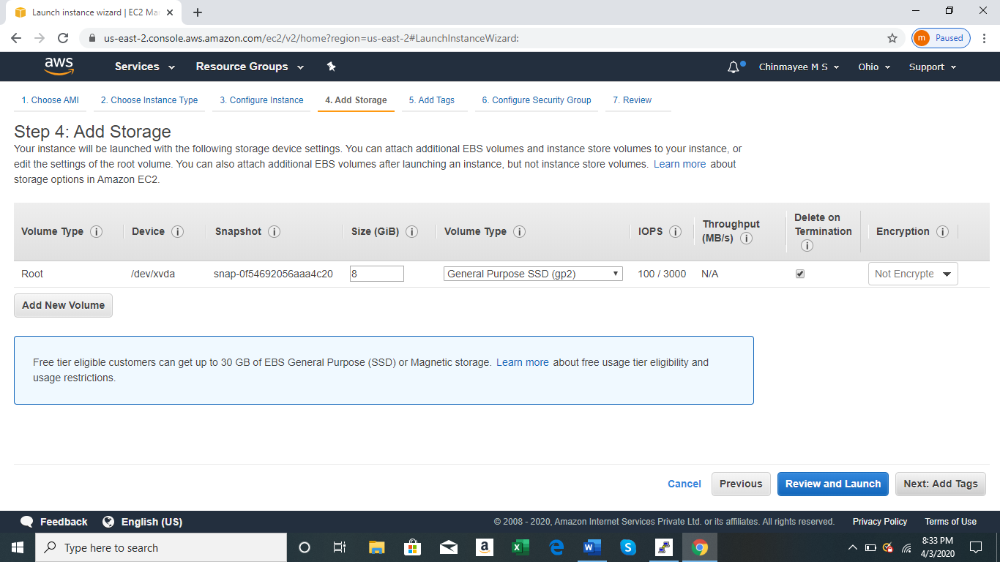 Launch instance wizard | EC2 Mar
us-east-2.console.aws.amazon.com/ec2/v2/home?region=us-east-2#LaunchInstanceWizard:
m Paused
aws Services Resource Groups Chinmayee M S Ohio Support
1. Choose AMI 2. Choose Instance Type 3. Configure Instance 4. Add Storage 5. Add Tags 6. Configure Security Group 7. Review
Step 4: Add Storage
Your instance will be launched with the following storage device settings. You can attach additional EBS volumes and instance store volumes to your instance, or
edit the settings of the root volume. You can also attach additional EBS volumes after launching an instance, but not instance store volumes. Learn more about
storage options in Amazon EC2.
Volume Type i Device i Snapshot i Size (GiB) i Volume Type i IOPS i Throughput (MB/s) i Delete on Termination i Encryption i
Root /dev/xvda snap-0f54692056aaa4c20 8 General Purpose SSD (gp2) 100 / 3000 N/A Not Encrypte
Add New Volume
Free tier eligible customers can get up to 30 GB of EBS General Purpose (SSD) or Magnetic storage. Learn more about free usage tier eligibility and
usage restrictions.
Cancel Previous Review and Launch Next: Add Tags
Feedback English (US) © 2008 - 2020, Amazon Internet Services Private Ltd. or its affiliates. All rights reserved. Privacy Policy Terms of Use
Type here to search
8:33 PM
4/3/2020